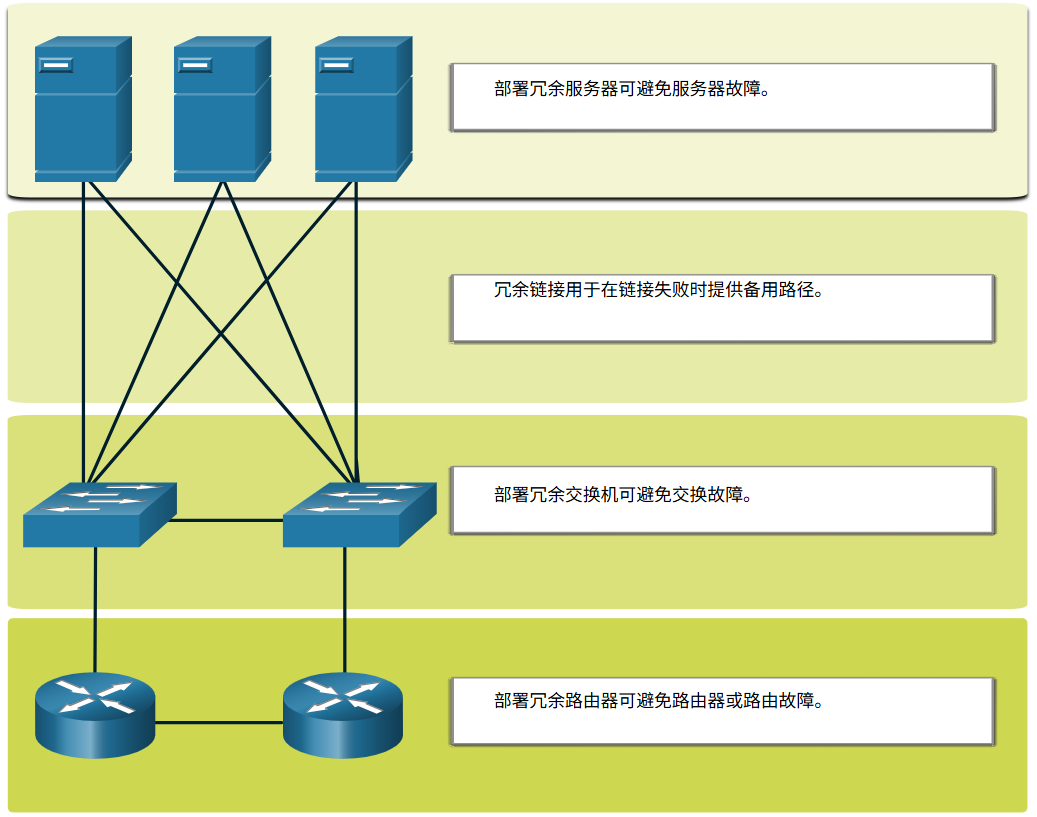 部署冗余服务器可避免服务器故障。
冗余链接用于在链接失败时提供备用路径。
部署冗余交换机可避免交换故障。
部署冗余路由器可避免路由器或路由故障。